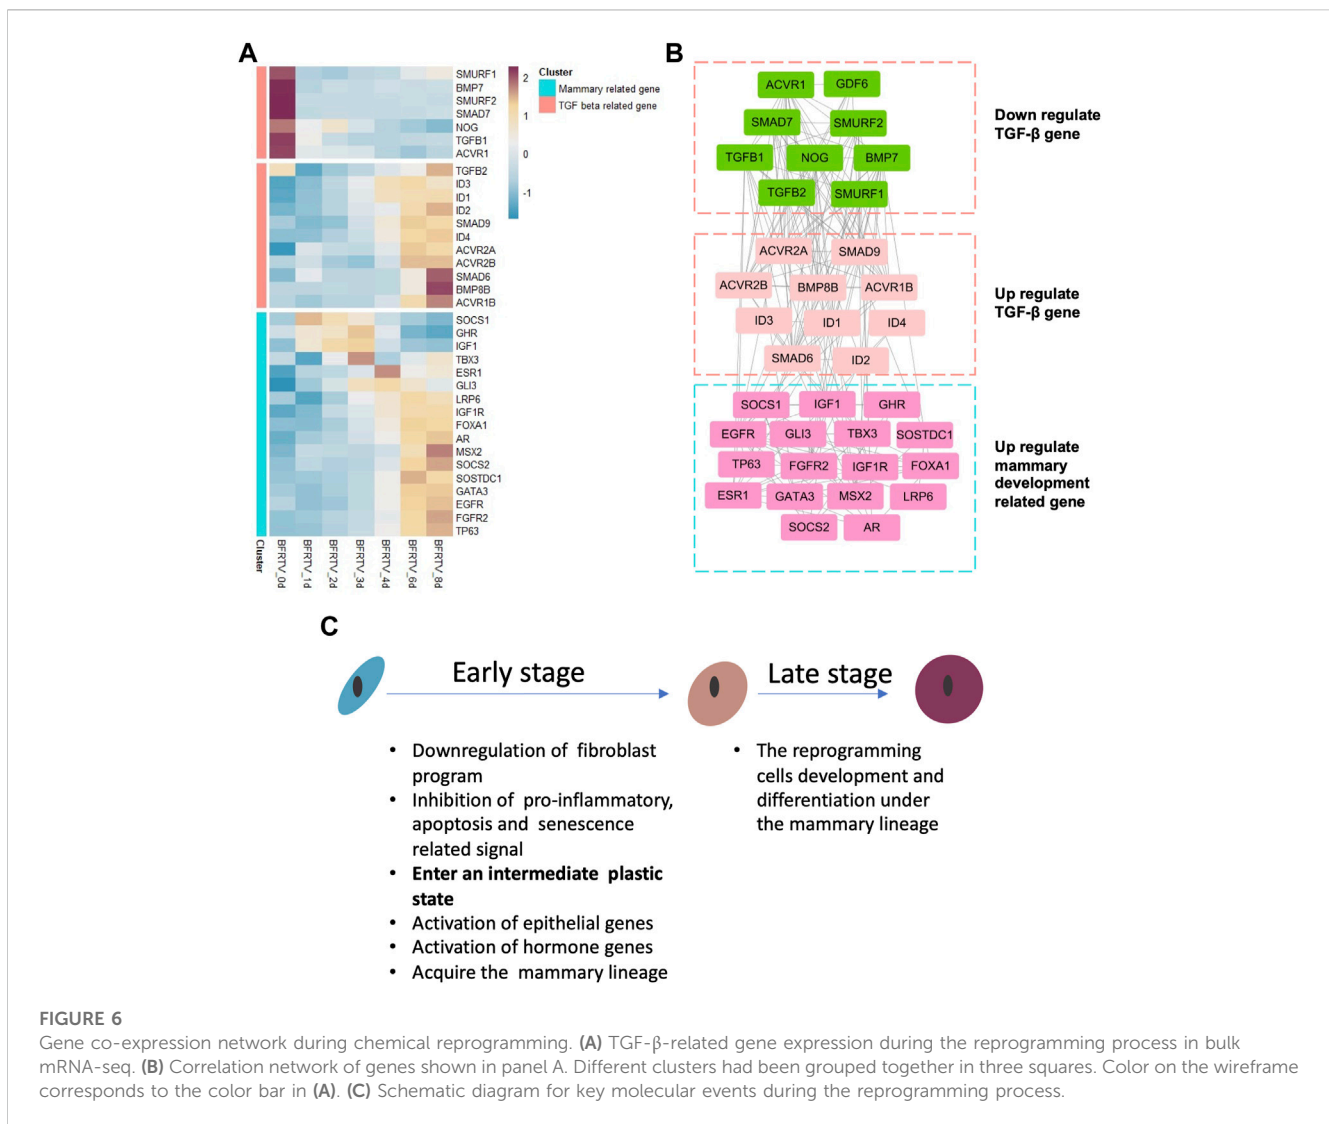 A
2
1
0
-1
Cluster
Mammary related gene
TGF beta related gene
SMURF1
BMP7
SMURF2
SMAD7
NOG
TGFB1
ACVR1
TGFB2
ID3
ID1
ID2
SMAD9
ID4
ACVR2A
ACVR2B
SMAD6
BMP8B
ACVR1B
SOCS1
GHR
IGF1
TBX3
ESR1
GLI3
LRP6
IGF1R
FOXA1
AR
MSX2
SOCS2
SOSTDC1
GATA3
EGFR
FGFR2
TP63
Cluster
BFRTV_0d
BFRTV_1d
BFRTV_2d
BFRTV_3d
BFRTV_4d
BFRTV_6d
BFRTV_8d
B
ACVR1 GDF6
SMAD7 SMURF2
TGFB1 NOG BMP7
TGFB2 SMURF1
Down regulate
TGF-β gene
ACVR2A SMAD9
ACVR2B BMP8B ACVR1B
ID3 ID1 ID4
SMAD6 ID2
Up regulate
TGF-β gene
SOCS1 IGF1 GHR
EGFR GLI3 TBX3 SOSTDC1
TP63 FGFR2 IGF1R FOXA1
ESR1 GATA3 MSX2 LRP6
SOCS2 AR
Up regulate
mammary
development
related gene
C
Early stage
Late stage
• Downregulation of fibroblast
program
• Inhibition of pro-inflammatory,
apoptosis and senescence
related signal
• Enter an intermediate plastic
state
• Activation of epithelial genes
• Activation of hormone genes
• Acquire the mammary lineage
• The reprogramming
cells development and
differentiation under
the mammary lineage
FIGURE 6
Gene co-expression network during chemical reprogramming. (A) TGF-β-related gene expression during the reprogramming process in bulk
mRNA-seq. (B) Correlation network of genes shown in panel A. Different clusters had been grouped together in three squares. Color on the wireframe
corresponds to the color bar in (A). (C) Schematic diagram for key molecular events during the reprogramming process.